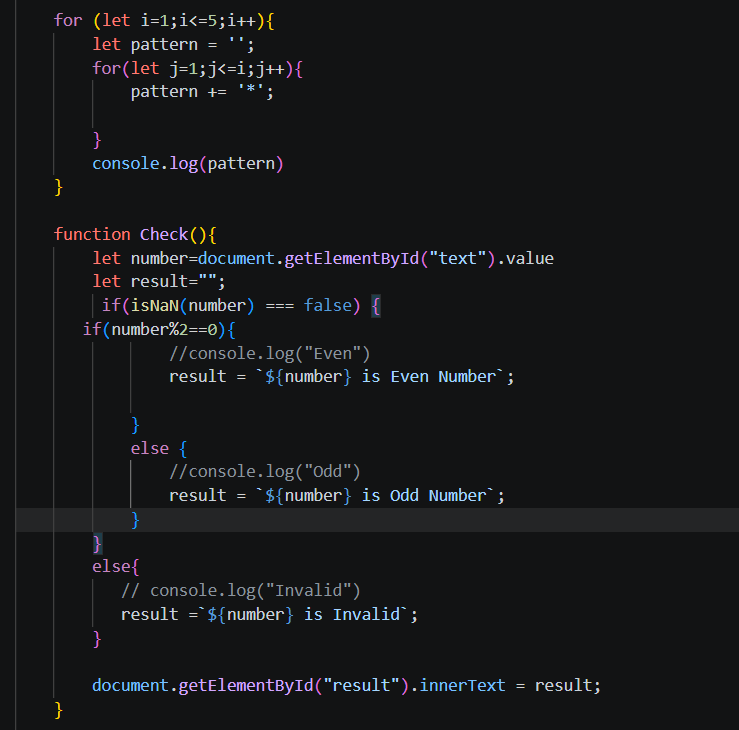 for (let i=1;i<=5;i++){
let pattern = '';
for(let j=1;j<=i;j++){
pattern += '*';
}
console.log(pattern)
}
function Check(){
let number=document.getElementById("text").value
let result="";
if(isNaN(number) === false) {
if(number%2==0){
//console.log("Even")
result = `${number} is Even Number`;
}
else {
//console.log("Odd")
result = `${number} is Odd Number`;
}
}
else{
// console.log("Invalid")
result =`${number} is Invalid`;
}
document.getElementById("result").innerText = result;
}